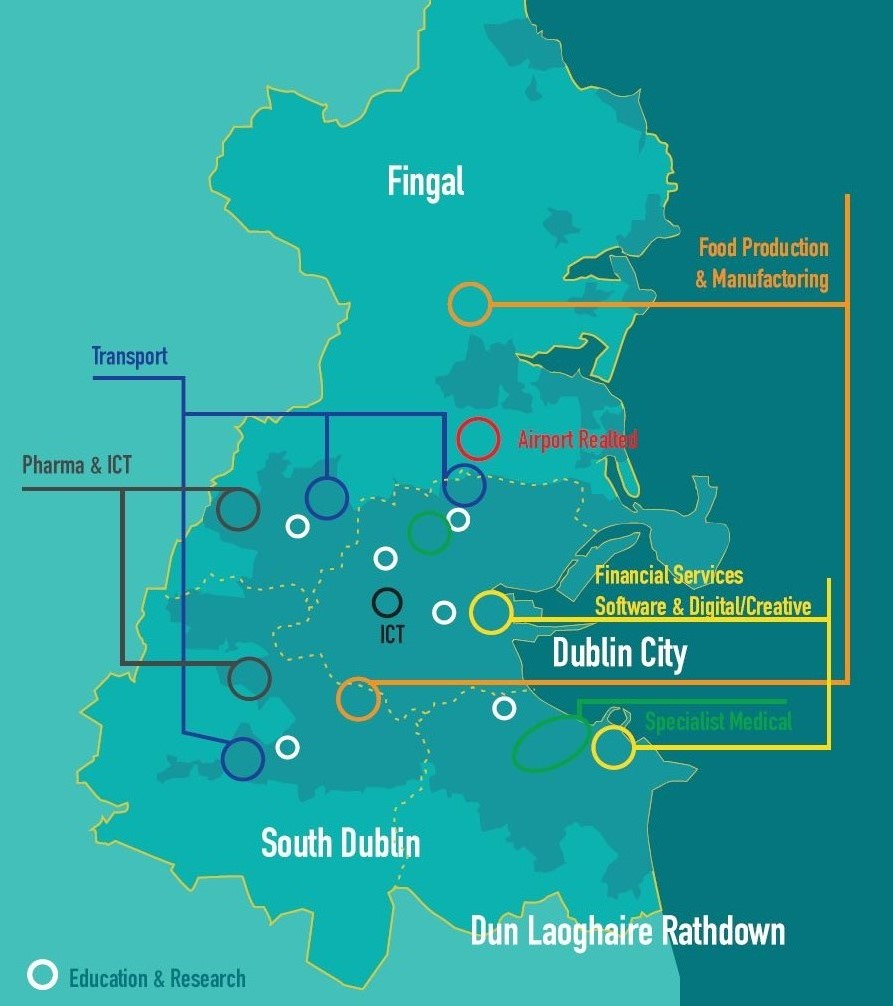 Fingal
Food Production
& Manufactoring
Transport
Airport Realted
Pharma & ICT
Financial Services
Software & Digital/Creative
ICT
Dublin City
Specialist Medical
South Dublin
Dun Laoghaire Rathdown
Education & Research